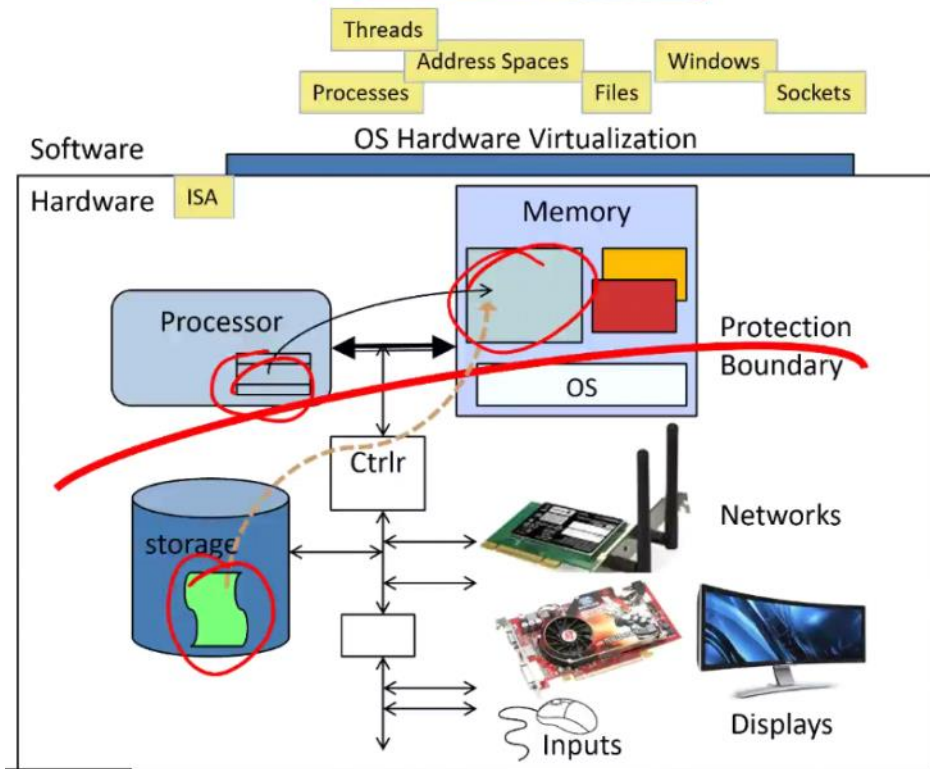 Threads
Address Spaces
Windows
Processes
Files
Sockets
OS Hardware Virtualization
Software
Hardware
ISA
Memory
Processor
Protection
Boundary
OS
Ctrlr
Networks
storage
Displays
Inputs